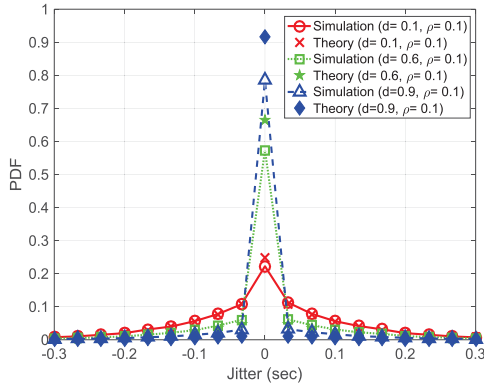 1
0.9
0.8
0.7
0.6
0.5
0.4
0.3
0.2
0.1
0
PDF
Simulation (d= 0.1, ρ= 0.1)
Theory (d= 0.1, ρ= 0.1)
Simulation (d= 0.6, ρ= 0.1)
Theory (d= 0.6, ρ= 0.1)
Simulation (d=0.9, ρ= 0.1)
Theory (d=0.9, ρ= 0.1)
-0.3 -0.2 -0.1 0 0.1 0.2 0.3
Jitter (sec)